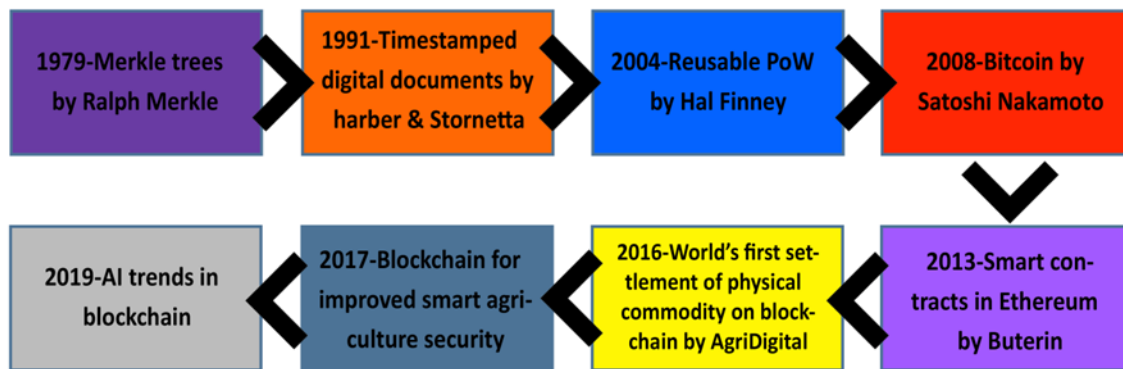 1979-Merkle trees
by Ralph Merkle
1991-Timestamped
digital documents by
harber & Stornetta
2004-Reusable PoW
by Hal Finney
2008-Bitcoin by
Satoshi Nakamoto
2013-Smart con-
tracts in Ethereum
by Buterin
2016-World's first set-
tlement of physical
commodity on block-
chain by AgriDigital
2017-Blockchain for
improved smart agri-
culture security
2019-AI trends in
blockchain